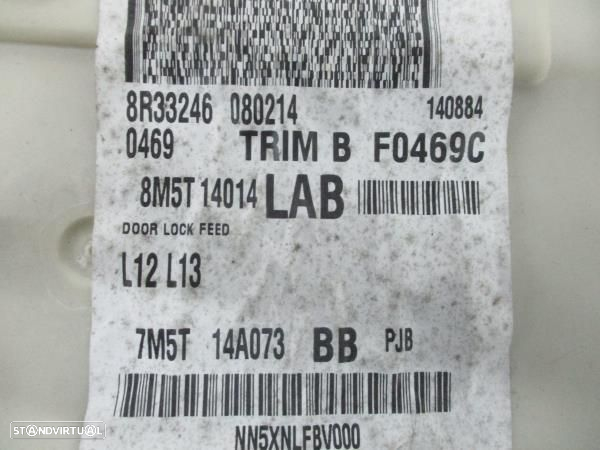 8R33246 080214 140884
0469 TRIM B F0469C
8M5T 14014 LAB
DOOR LOCK FEED
L12 L13
7M5T 14A073 BB PJB
NN5XNLFBV000
STANDVIRTUAL